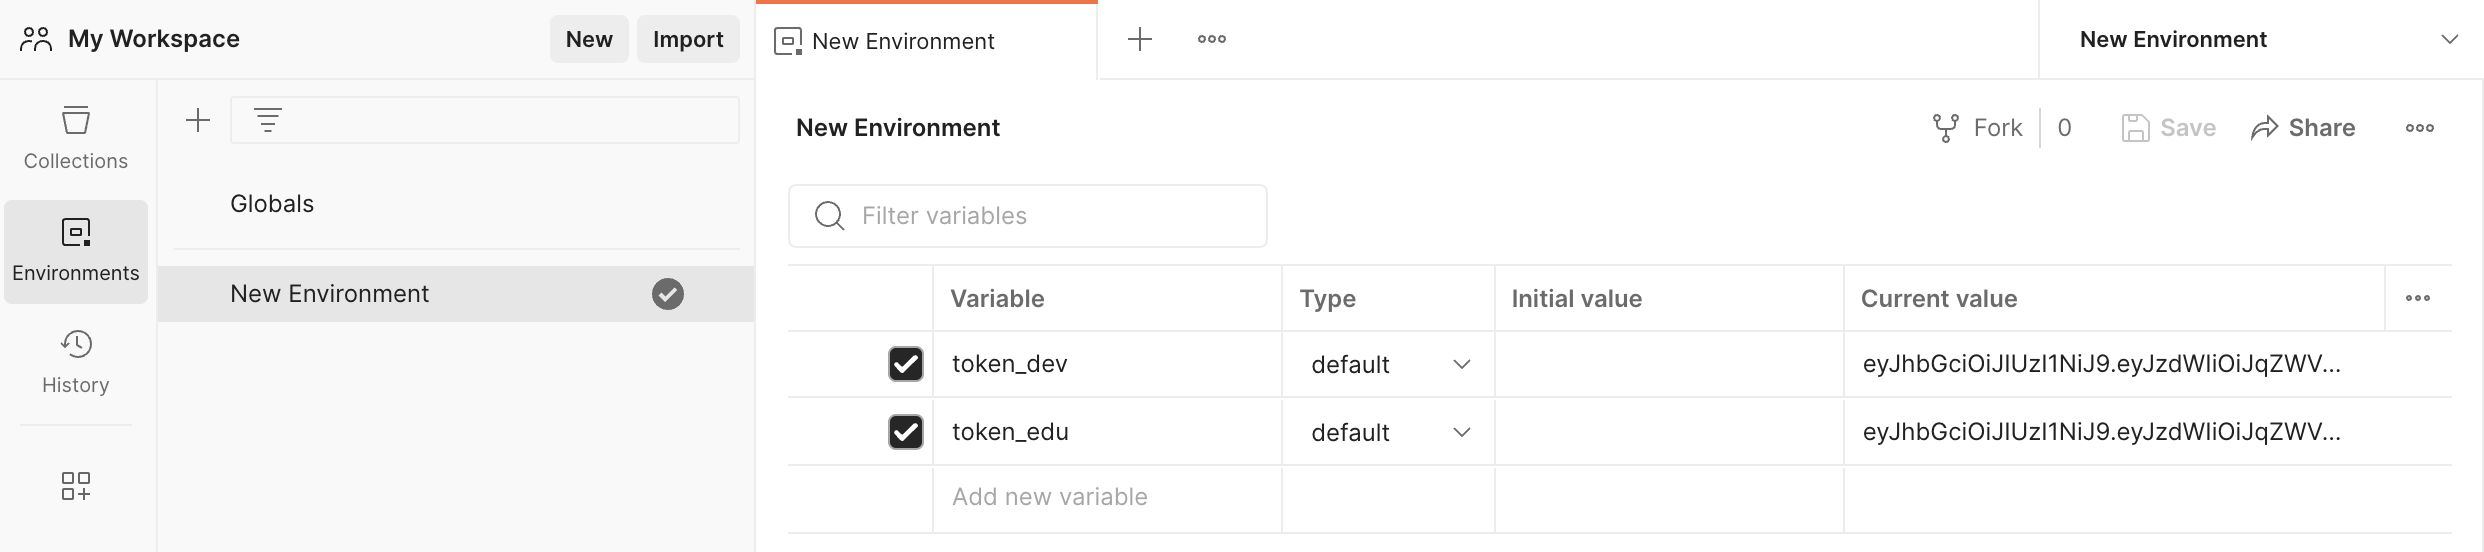 My Workspace
New
Import
New Environment
New Environment
Collections
Environments
History
Globals
New Environment
New Environment
Fork
0
Save
Share
Filter variables
Variable Type Initial value Current value
token_dev default eyJhbGciOiJIUzI1NiJ9.eyJzdWIiOiJqZWV...
token_edu default eyJhbGciOiJIUzI1NiJ9.eyJzdWIiOiJqZWV...
Add new variable